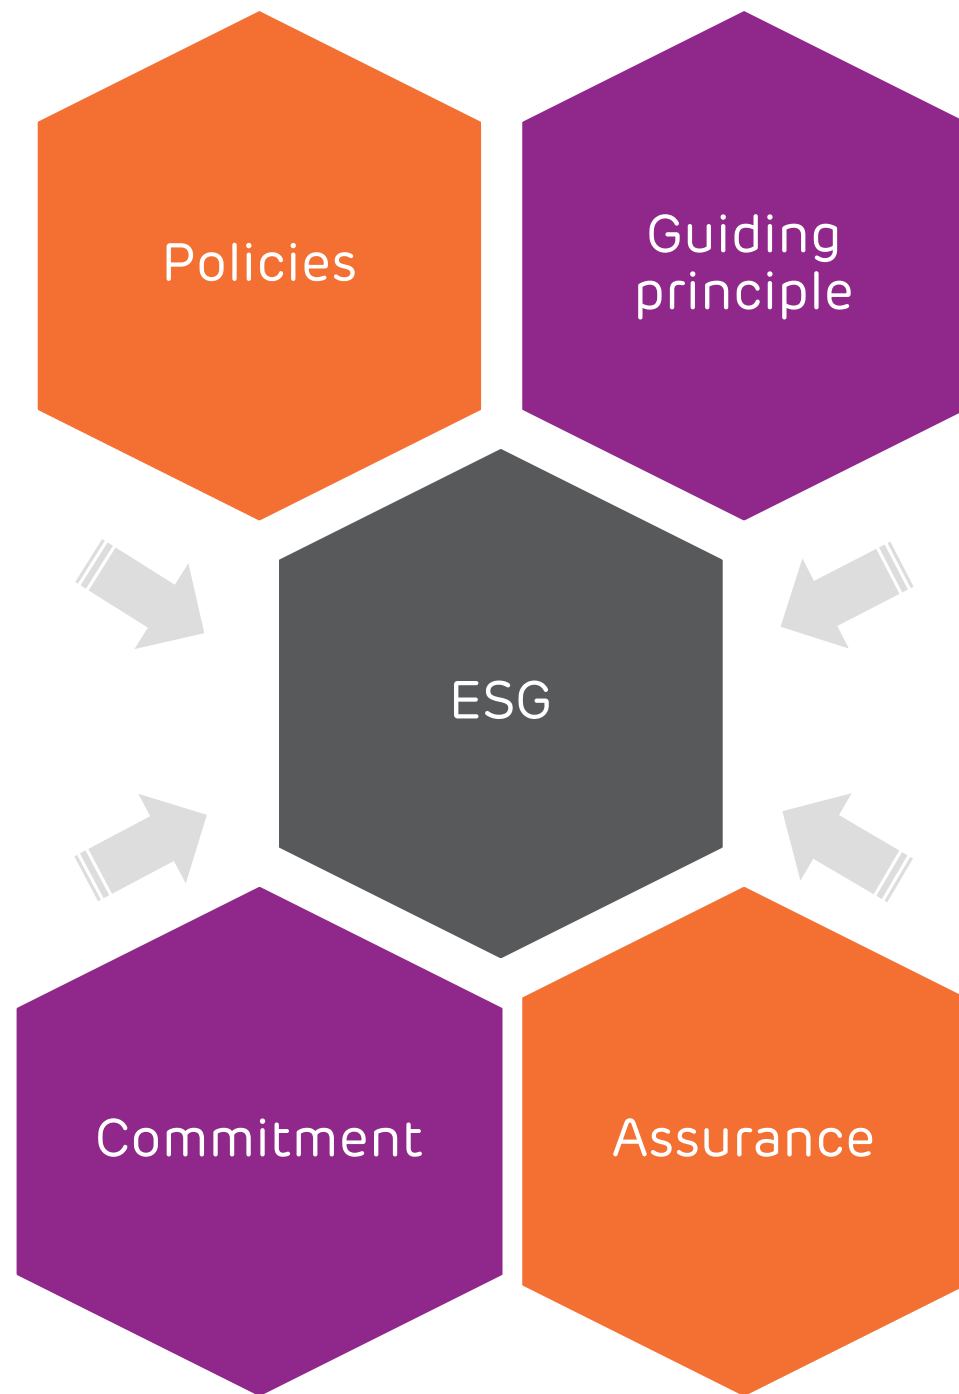 Policies
Guiding
principle
ESG
Commitment
Assurance